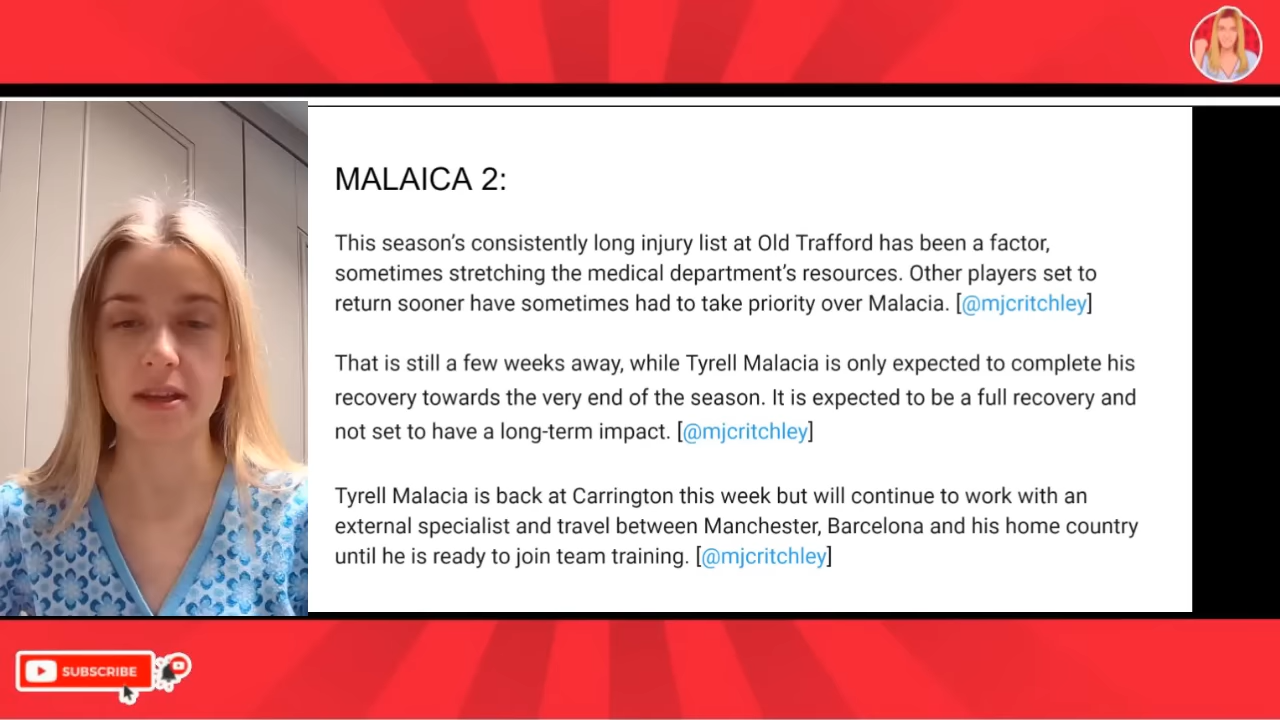 MALAICA 2:
This season's consistently long injury list at Old Trafford has been a factor,
sometimes stretching the medical department's resources. Other players set to
return sooner have sometimes had to take priority over Malacia. [@mjcritchley]
That is still a few weeks away, while Tyrell Malacia is only expected to complete his
recovery towards the very end of the season. It is expected to be a full recovery and
not set to have a long-term impact. [@mjcritchley]
Tyrell Malacia is back at Carrington this week but will continue to work with an
external specialist and travel between Manchester, Barcelona and his home country
until he is ready to join team training. [@mjcritchley]
SUBSCRIBE